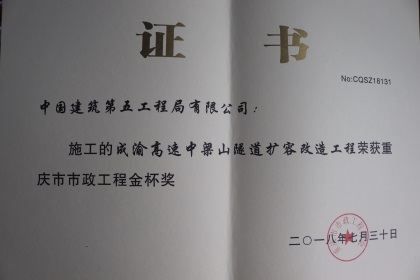 证书
No:CQSZ18131
中国建筑第五工程局有限公司：
施工的成渝高速中梁山隧道扩容改造工程荣获重
庆市市政工程金杯奖
二〇一八年七月三十日